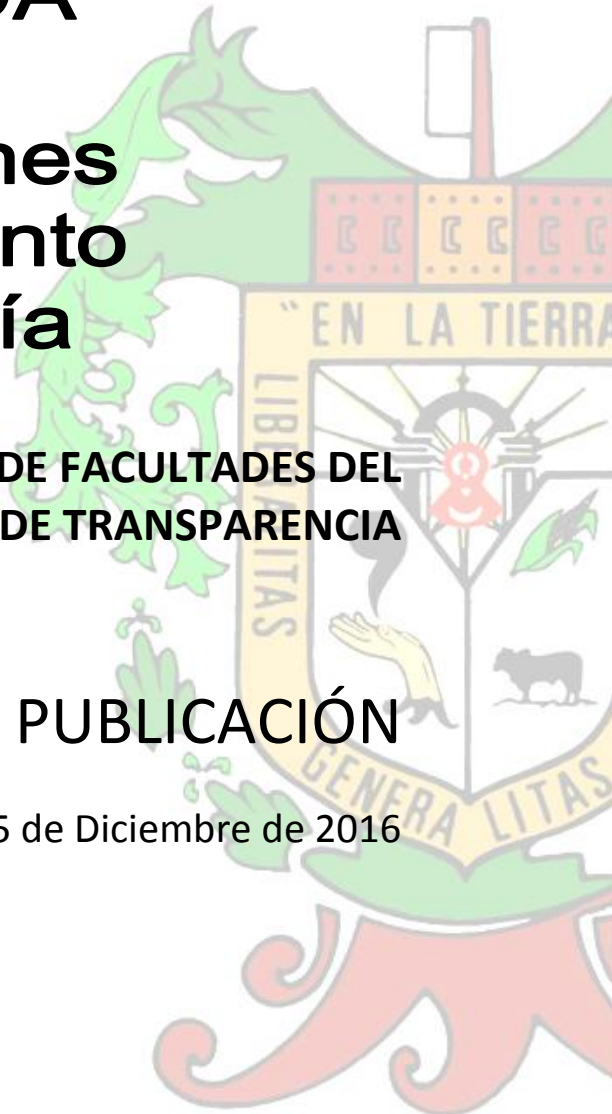 nes
nto
ía
DE FACULTADES DEL
DE TRANSPARENCIA
PUBLICACIÓN
5 de Diciembre de 2016
"EN LA TIERRA
LIBERTAS
GENERA LITAS